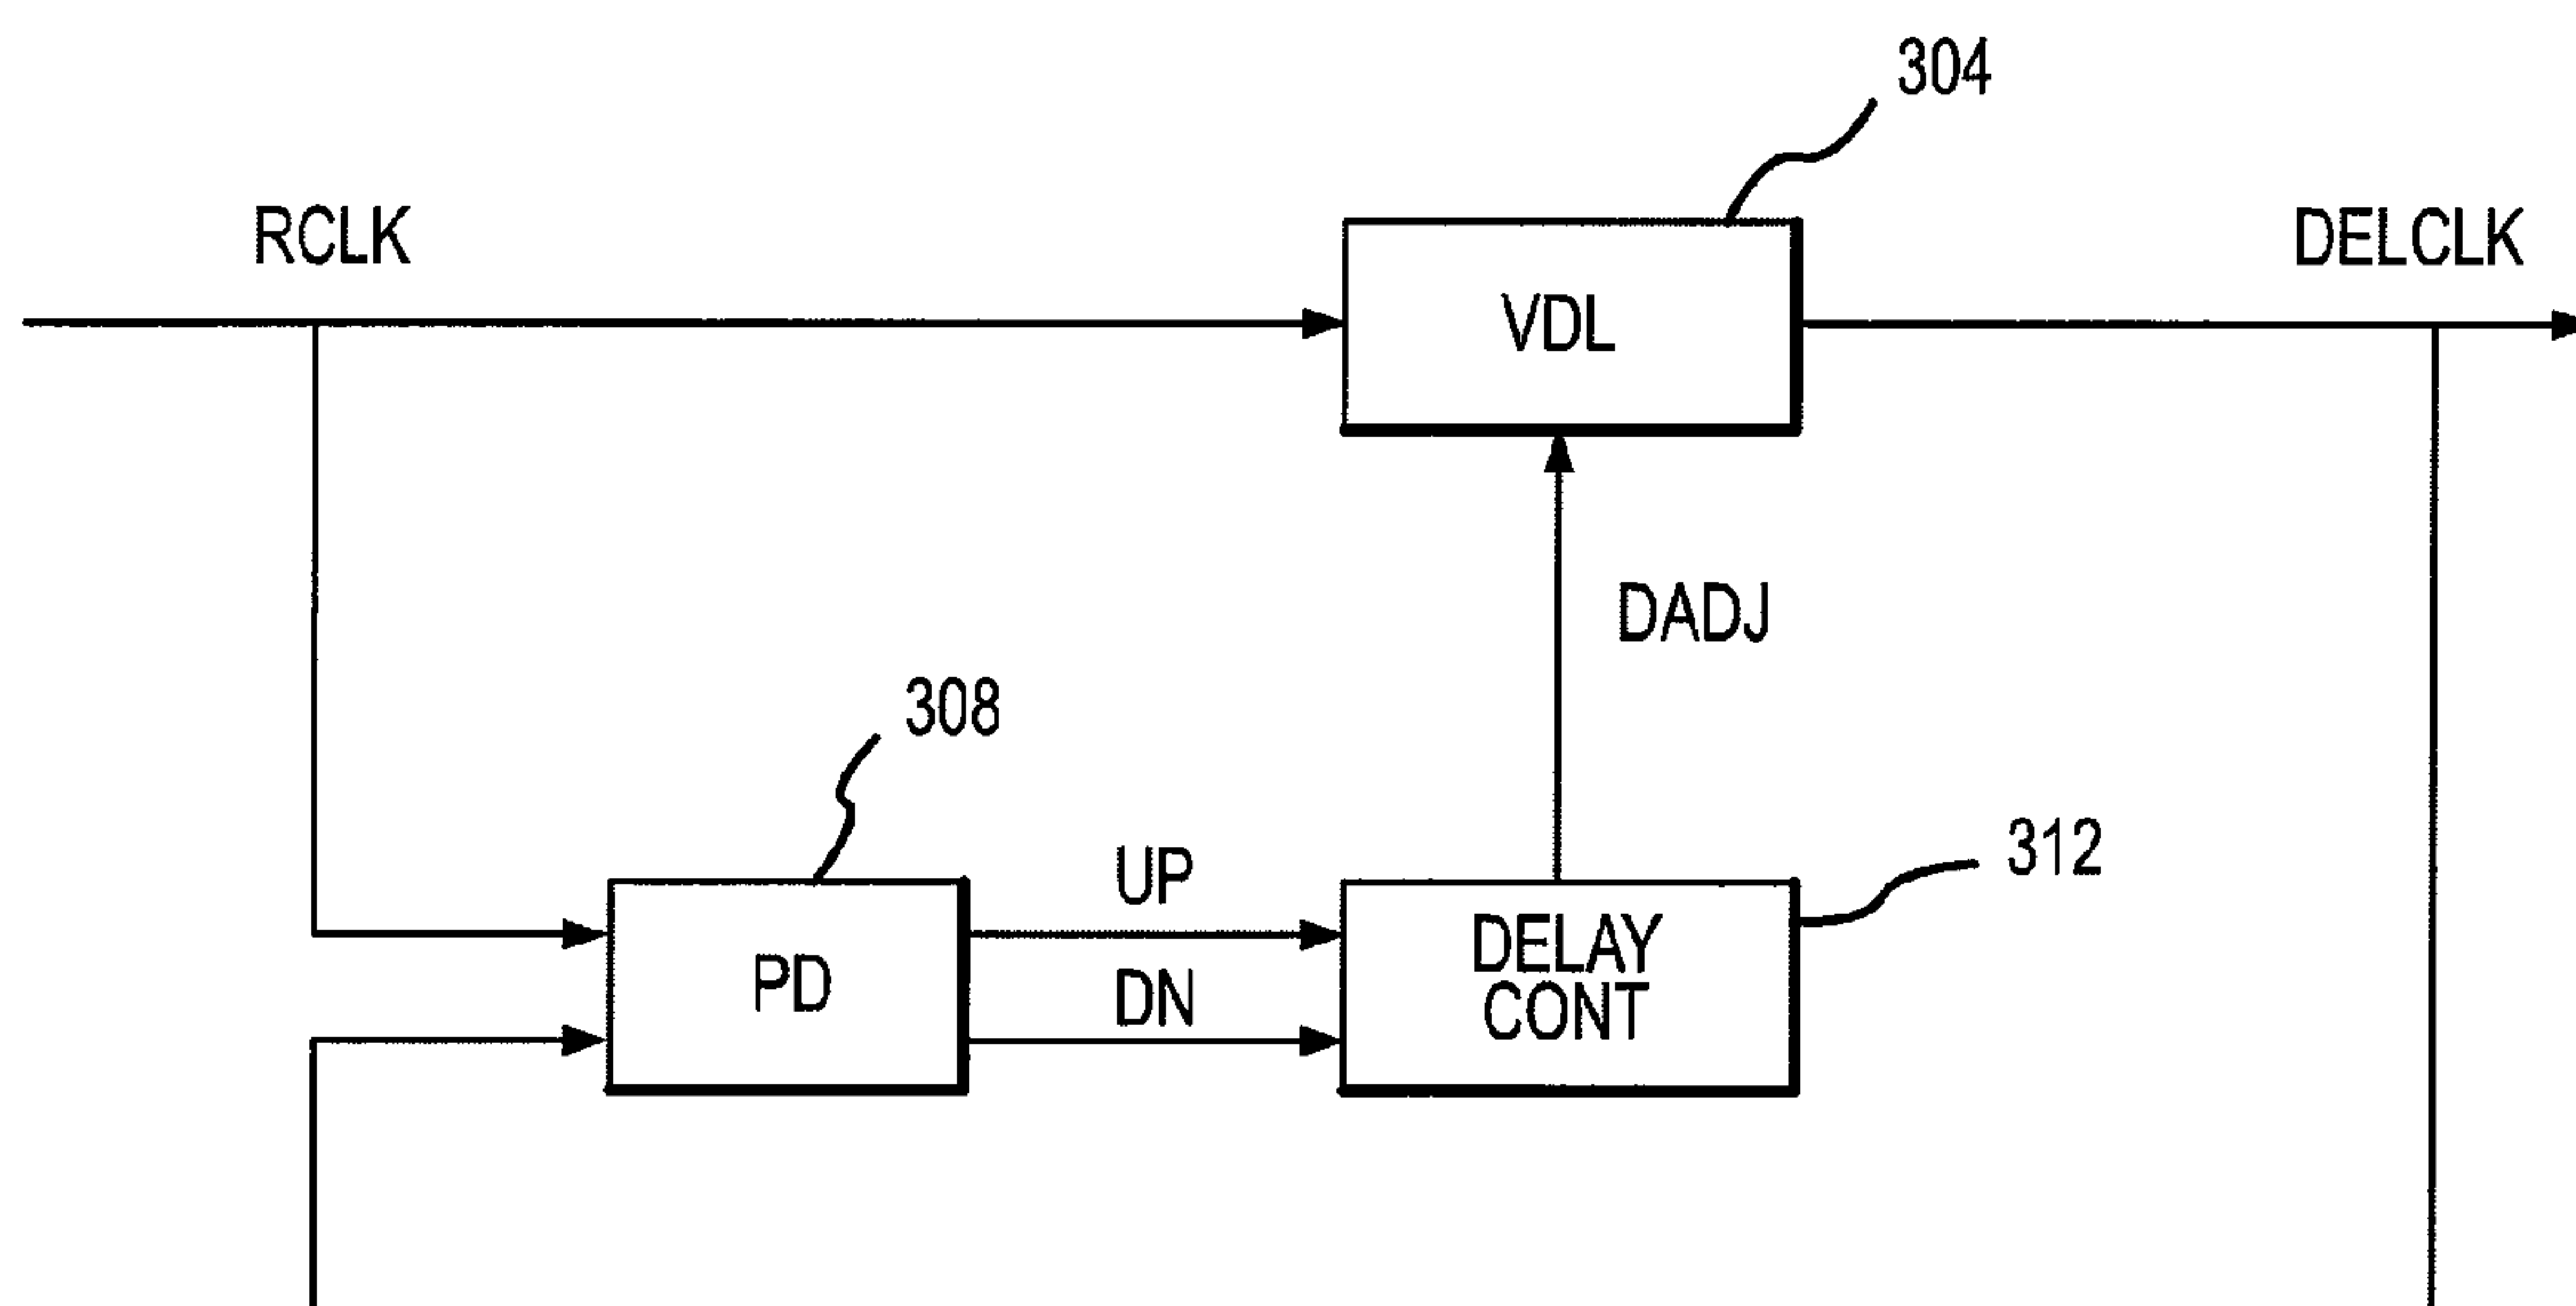 304
RCLK
DELCLK
VDL
DADJ
308
UP
312
DELAY
PD
DN
CONT